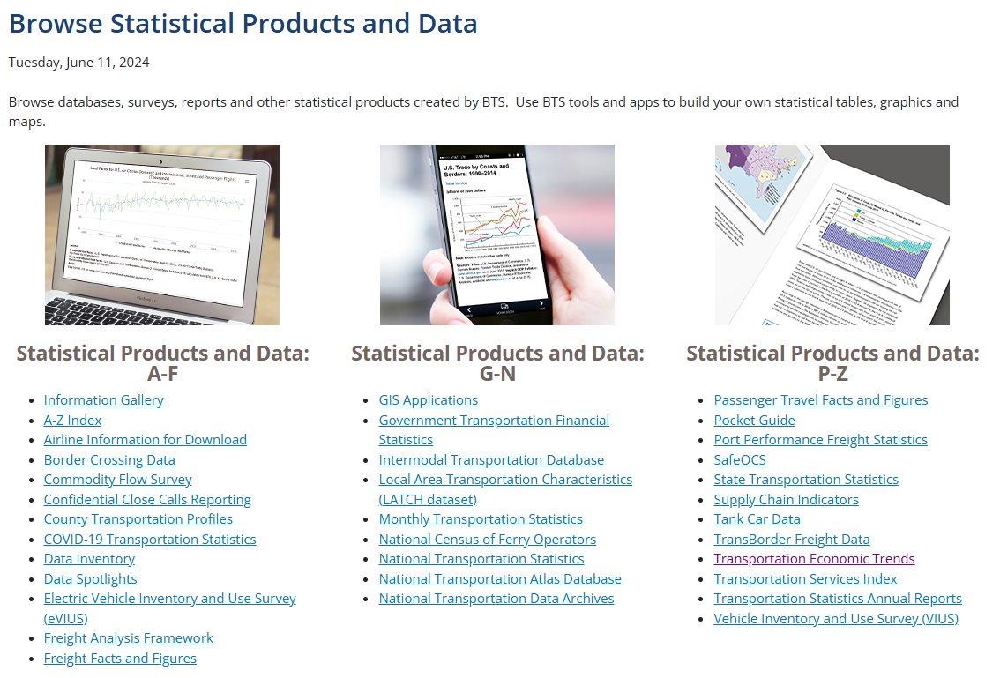 Browse Statistical Products and Data
Tuesday, June 11, 2024
Browse databases, surveys, reports and other statistical products created by BTS.  Use BTS tools and apps to build your own statistical tables, graphics and
maps.
U.S. Trade by Coasts and
Borders: 1990–2014
Statistical Products and Data:
A-F
Information Gallery
A-Z Index
Airline Information for Download
Border Crossing Data
Commodity Flow Survey
Confidential Close Calls Reporting
County Transportation Profiles
COVID-19 Transportation Statistics
Data Inventory
Data Spotlights
Electric Vehicle Inventory and Use Survey
(eVIUS)
Freight Analysis Framework
Freight Facts and Figures
Statistical Products and Data:
G-N
GIS Applications
Government Transportation Financial
Statistics
Intermodal Transportation Database
Local Area Transportation Characteristics
(LATCH dataset)
Monthly Transportation Statistics
National Census of Ferry Operators
National Transportation Statistics
National Transportation Atlas Database
National Transportation Data Archives
Statistical Products and Data:
P-Z
Passenger Travel Facts and Figures
Pocket Guide
Port Performance Freight Statistics
SafeOCS
State Transportation Statistics
Supply Chain Indicators
Tank Car Data
TransBorder Freight Data
Transportation Economic Trends
Transportation Services Index
Transportation Statistics Annual Reports
Vehicle Inventory and Use Survey (VIUS)